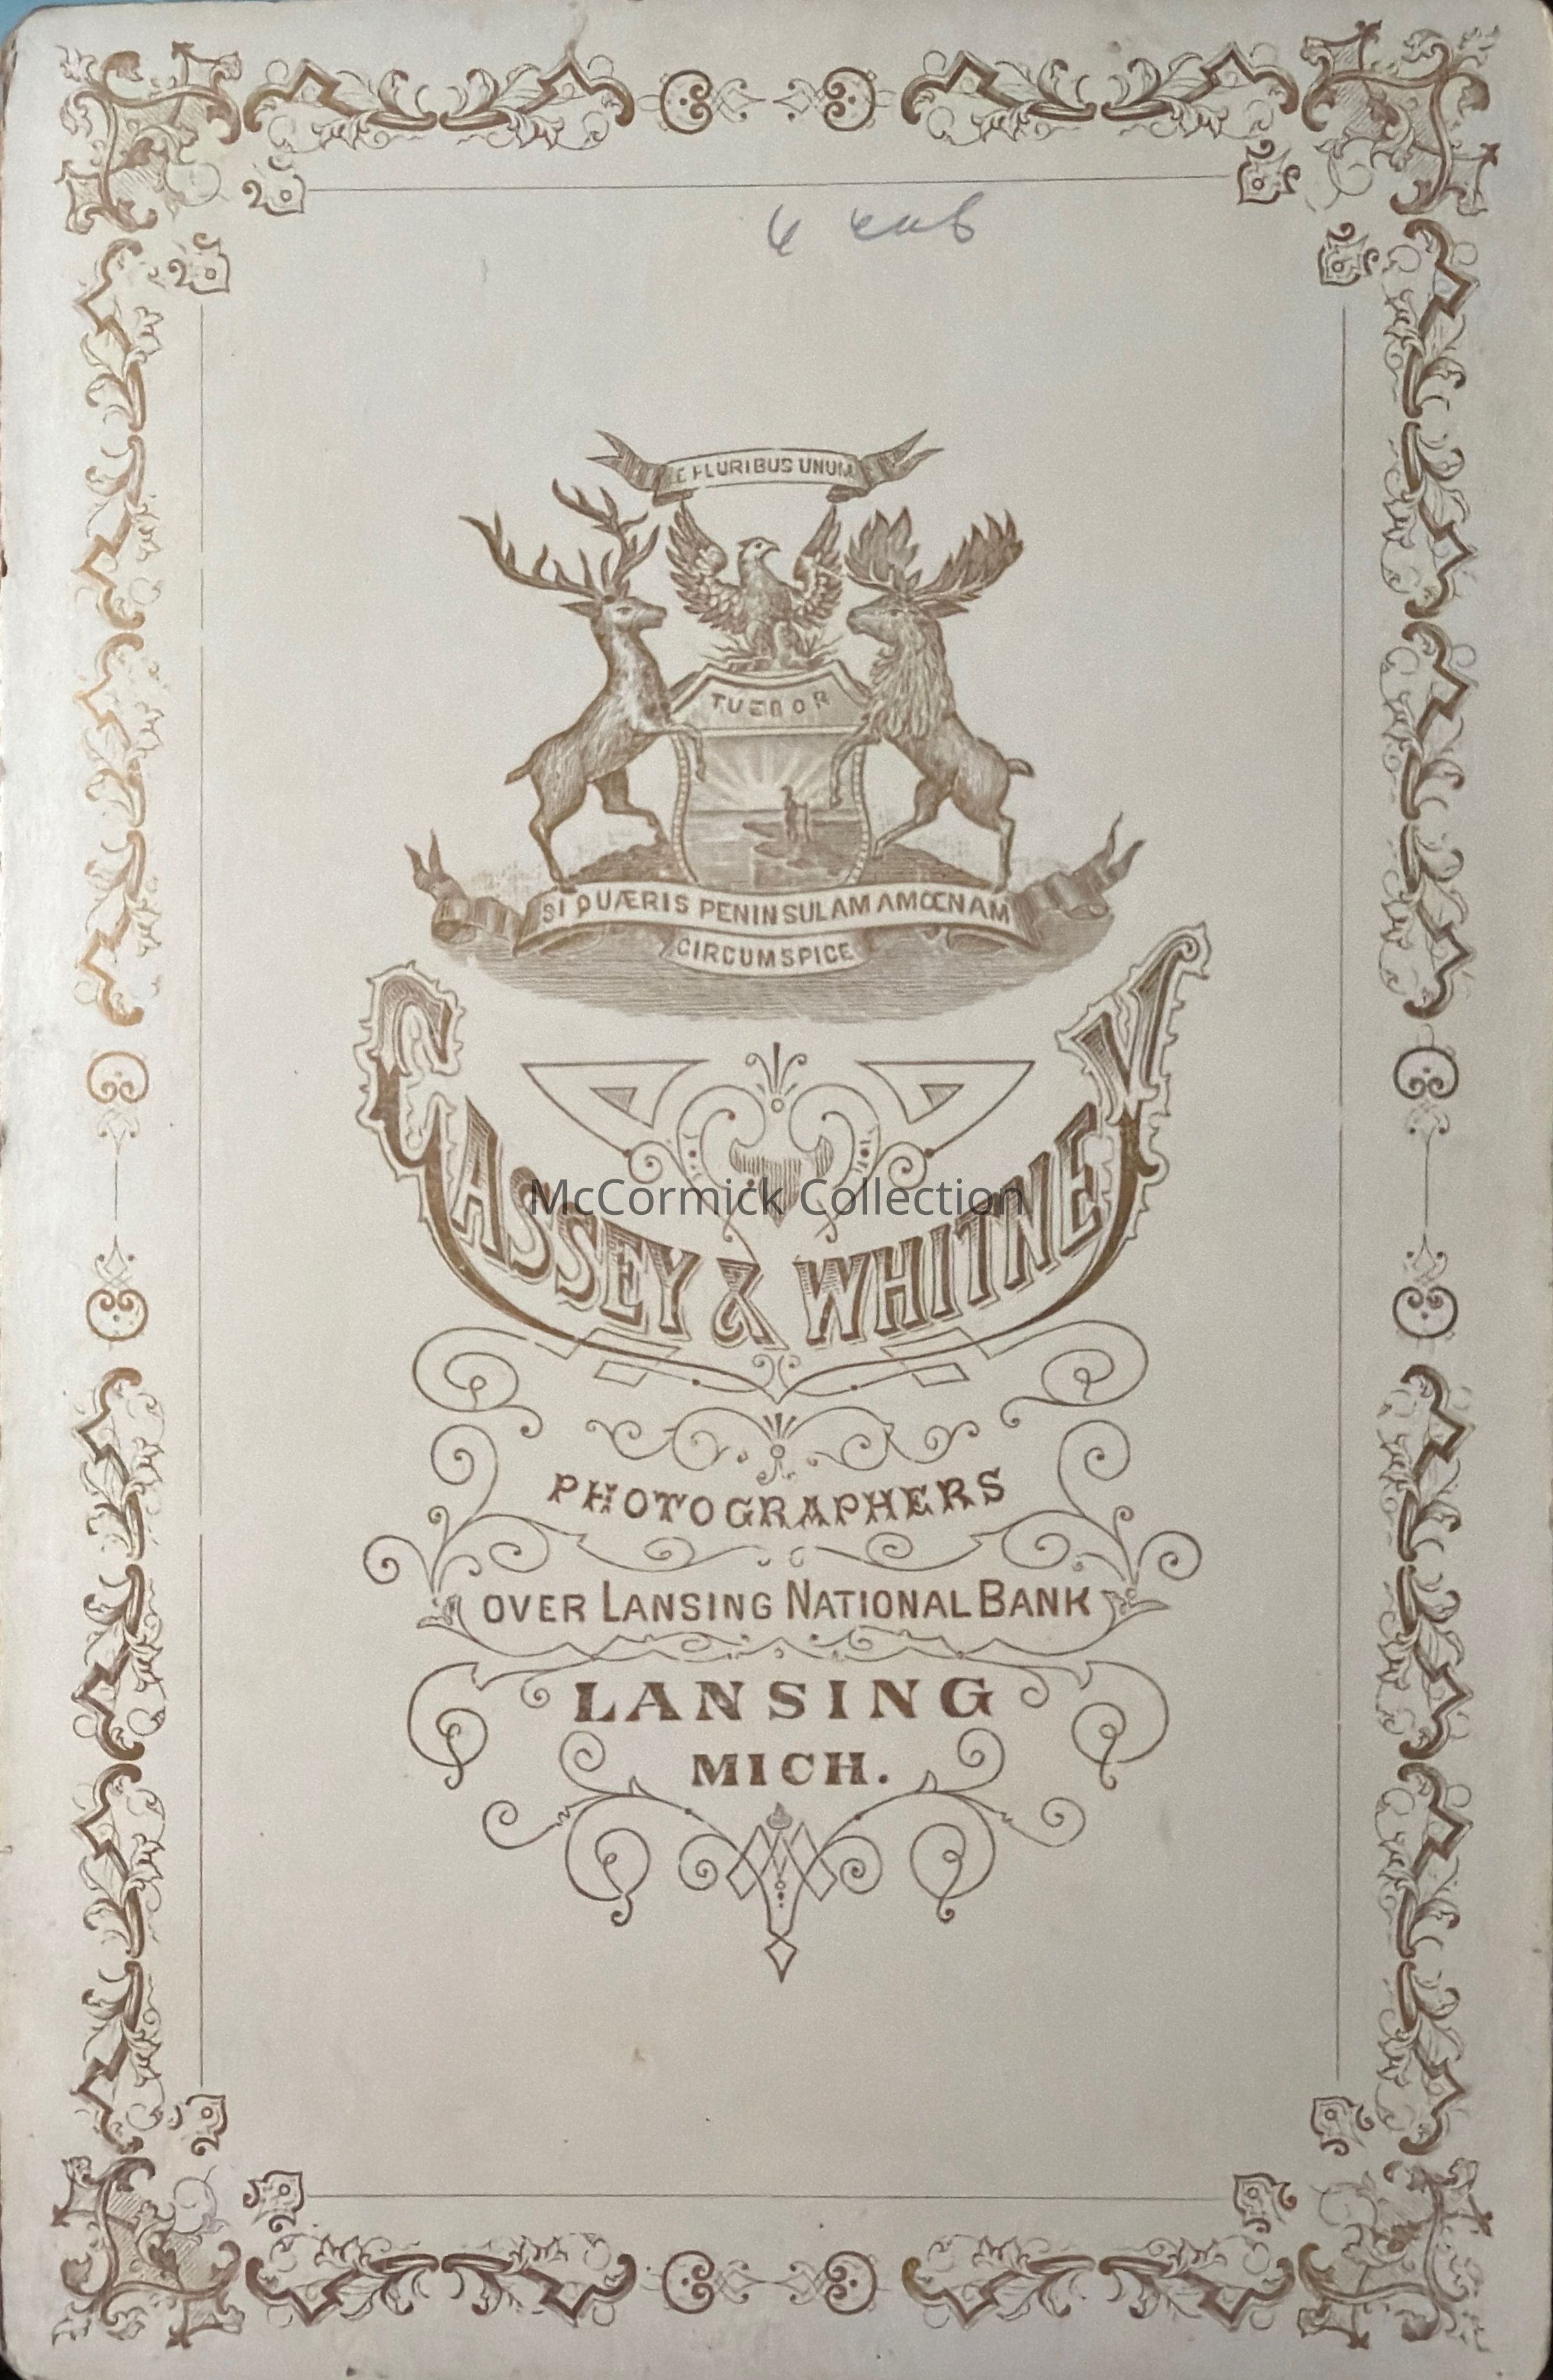 E PLURIBUS UNUM
TUEBOR
SI QUÆRIS PENINSULAM AMŒNAM
CIRCUMSPICE
CASSEY & WHITNEY
McCormick Collection
PHOTOGRAPHERS
OVER LANSING NATIONAL BANK
LANSING
MICH.